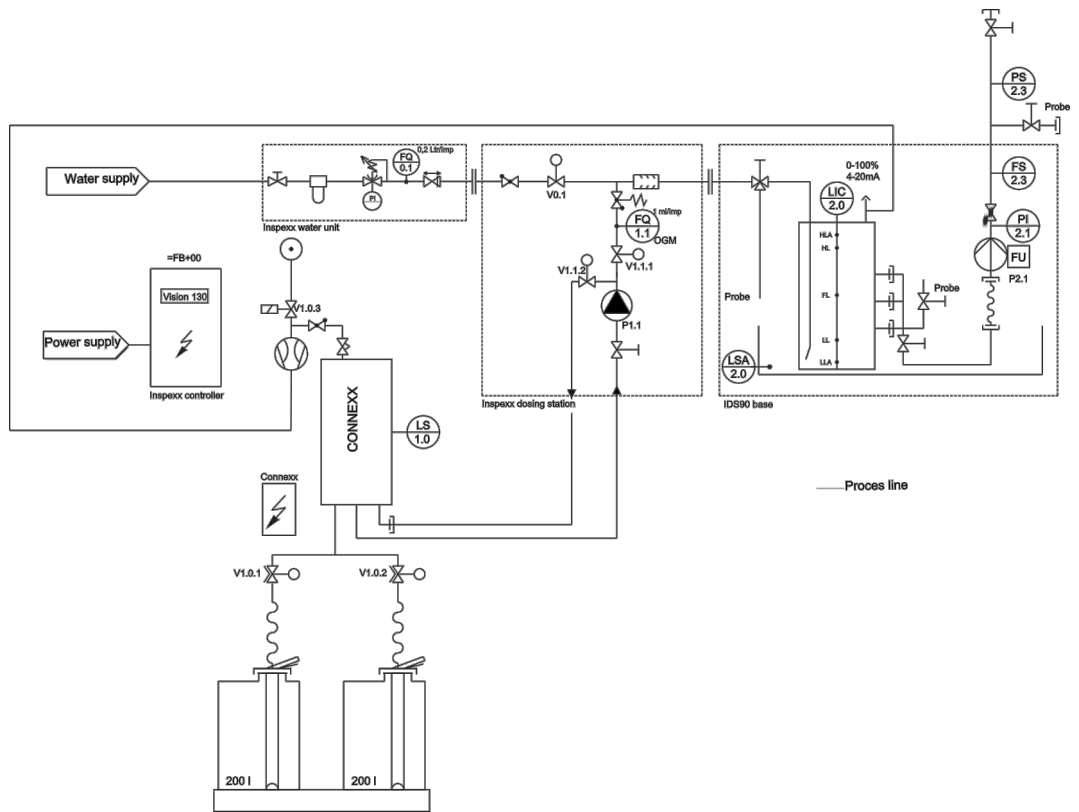 PS
2.3
Probe
0,2 Ltr/Imp
FQ
0.1
Water supply
V0.1
0-100%
4-20mA
LIC
2.0
FS
2.3
PI
5 ml/Imp
FQ
1.1
OGM
PI
2.1
Inspexx water unit
HLA
HL
=FB+00
V1.1.2
V1.1.1
FU
P2.1
Vision 130
V1.0.3
Probe
FL
Probe
P1.1
Power supply
LL
LSA
2.0
LLA
Inspexx controller
Inspexx dosing station
IDS90 base
CONNEXX
LS
1.0
Connexx
Proces line
V1.0.1
V1.0.2
200 l
200 l